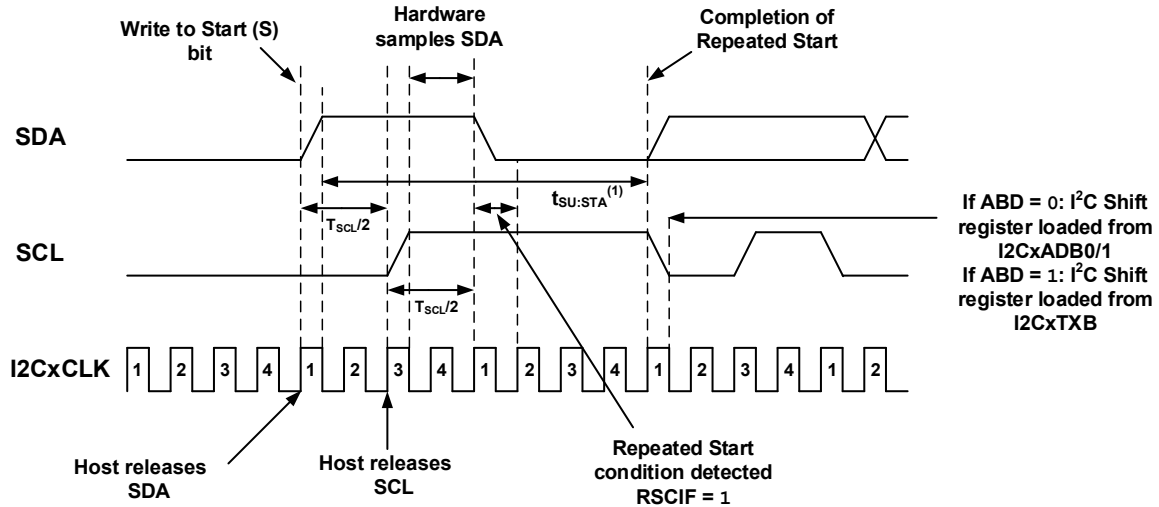 Write to Start (S)
bit
Hardware
samples SDA
Completion of
Repeated Start
SDA
tSU:STA(1)
TSCL/2
SCL
TSCL/2
If ABD = 0: I2C Shift
register loaded from
I2CxADB0/1
If ABD = 1: I2C Shift
register loaded from
I2CxTXB
I2CxCLK
1 2 3 4 1 2 3 4 1 2 3 4 1 2 3 4 1 2
Host releases
SDA
Host releases
SCL
Repeated Start
condition detected
RSCIF = 1